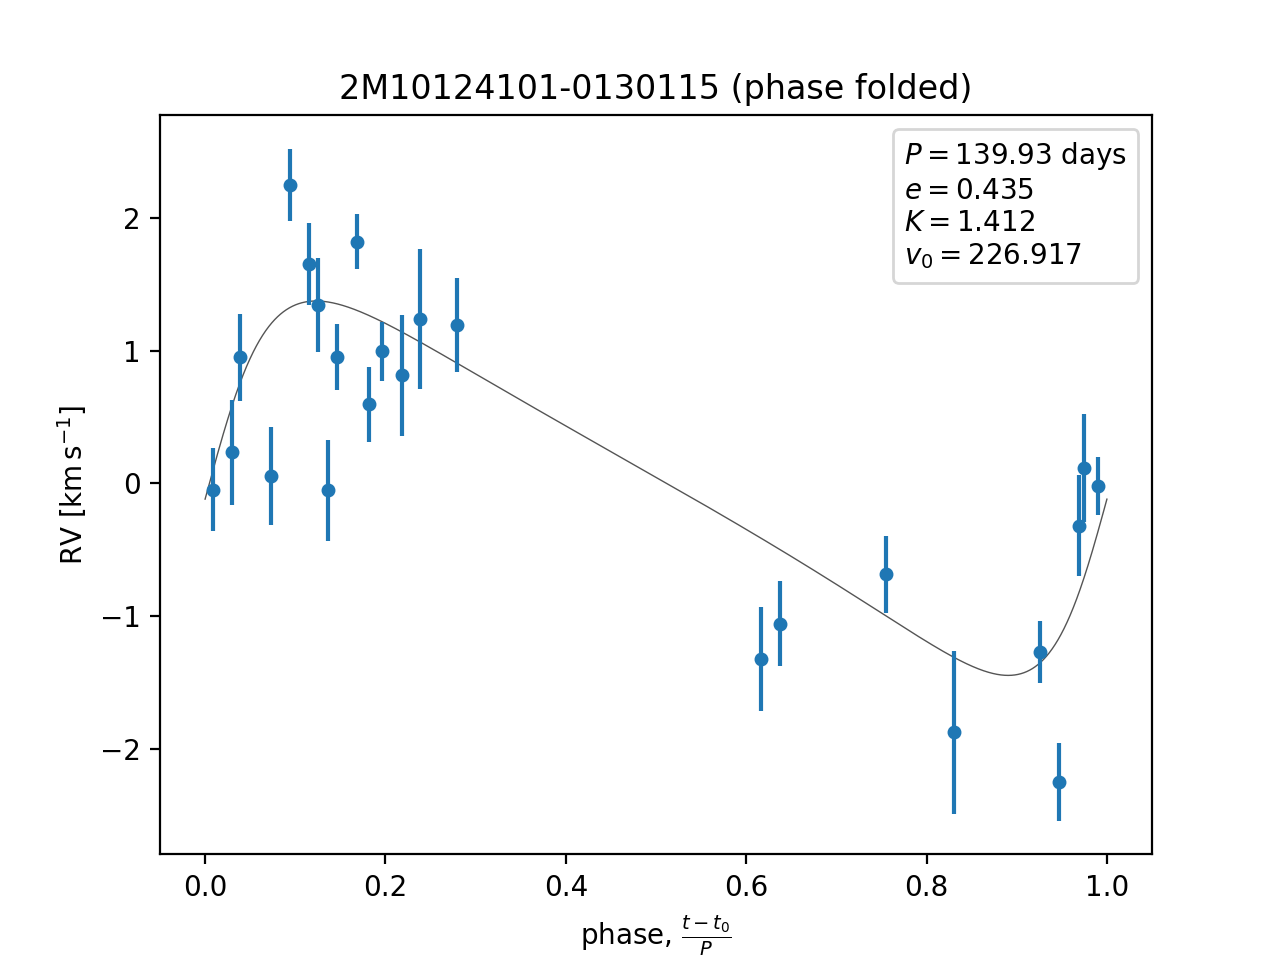 2M10124101-0130115 (phase folded)
P = 139.93 days
e = 0.435
K = 1.412
v₀ = 226.917
RV [km s⁻¹]
2
1
0
−1
−2
0.0 0.2 0.4 0.6 0.8 1.0
phase, (t − t₀)/P